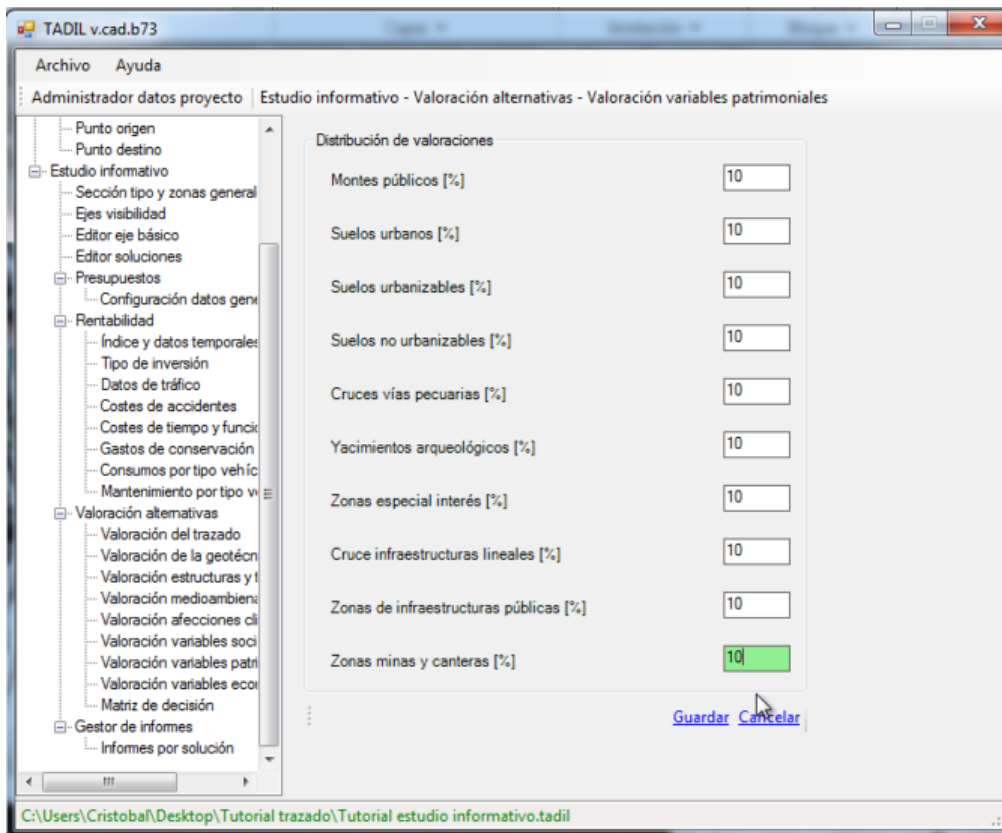 TADIL v.cad.b73
Archivo Ayuda
Administrador datos proyecto Estudio informativo - Valoración alternativas - Valoración variables patrimoniales
Punto origen
Punto destino
Estudio informativo
Sección tipo y zonas general
Ejes visibilidad
Editor eje básico
Editor soluciones
Presupuestos
Configuración datos gene
Rentabilidad
Índice y datos temporales
Tipo de inversión
Datos de tráfico
Costes de accidentes
Costes de tiempo y funcio
Gastos de conservación
Consumos por tipo vehíc
Mantenimiento por tipo v
Valoración alternativas
Valoración del trazado
Valoración de la geotécn
Valoración estructuras y t
Valoración medioambiena
Valoración afecciones cli
Valoración variables soci
Valoración variables patri
Valoración variables econ
Matriz de decisión
Gestor de informes
Informes por solución
Distribución de valoraciones
Montes públicos [%] 10
Suelos urbanos [%] 10
Suelos urbanizables [%] 10
Suelos no urbanizables [%] 10
Cruces vías pecuarias [%] 10
Yacimientos arqueológicos [%] 10
Zonas especial interés [%] 10
Cruce infraestructuras lineales [%] 10
Zonas de infraestructuras públicas [%] 10
Zonas minas y canteras [%] 10
Guardar Cancelar
C:\Users\Cristobal\Desktop\Tutorial trazado\Tutorial estudio informativo.tadil